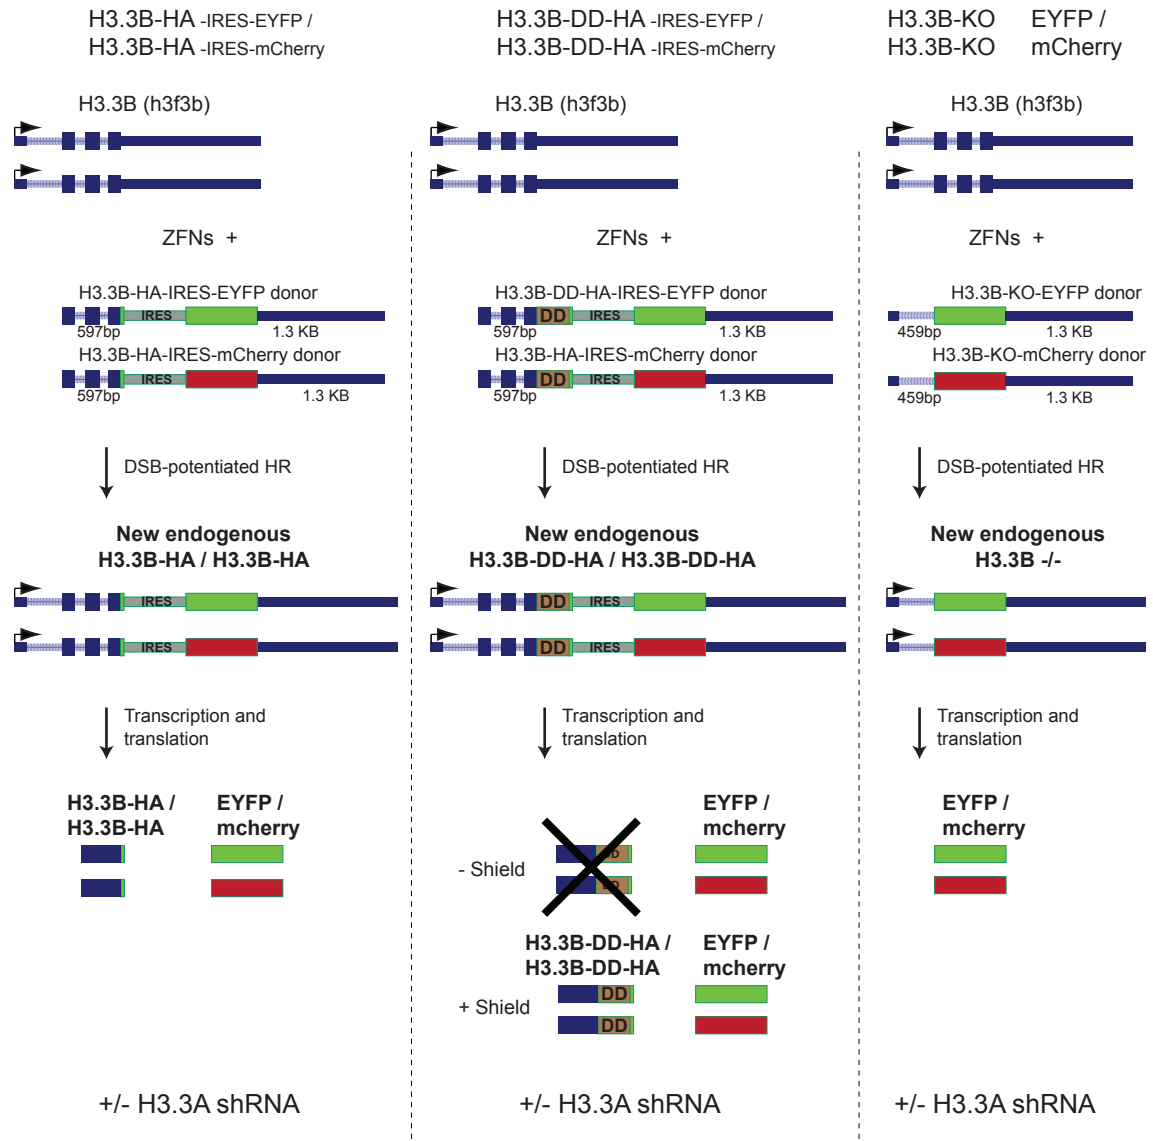 H3.3B-HA -IRES-EYFP /
H3.3B-HA -IRES-mCherry
H3.3B (h3f3b)
ZFNs +
H3.3B-HA-IRES-EYFP donor
IRES
597bp
1.3 KB
H3.3B-HA-IRES-mCherry donor
IRES
597bp
1.3 KB
DSB-potentiated HR
New endogenous
H3.3B-HA / H3.3B-HA
IRES
IRES
Transcription and
translation
H3.3B-HA /
H3.3B-HA
EYFP /
mcherry
+/- H3.3A shRNA
H3.3B-DD-HA -IRES-EYFP /
H3.3B-DD-HA -IRES-mCherry
H3.3B (h3f3b)
ZFNs +
H3.3B-DD-HA-IRES-EYFP donor
DD IRES
597bp
1.3 KB
H3.3B-HA-IRES-mCherry donor
DD IRES
597bp
1.3 KB
DSB-potentiated HR
New endogenous
H3.3B-DD-HA / H3.3B-DD-HA
DD IRES
DD IRES
Transcription and
translation
EYFP /
mcherry
- Shield
DD
DD
H3.3B-DD-HA /
H3.3B-DD-HA
EYFP /
mcherry
+ Shield
DD
DD
+/- H3.3A shRNA
H3.3B-KO EYFP /
H3.3B-KO mCherry
H3.3B (h3f3b)
ZFNs +
H3.3B-KO-EYFP donor
459bp
1.3 KB
H3.3B-KO-mCherry donor
459bp
1.3 KB
DSB-potentiated HR
New endogenous
H3.3B -/-
Transcription and
translation
EYFP /
mcherry
+/- H3.3A shRNA